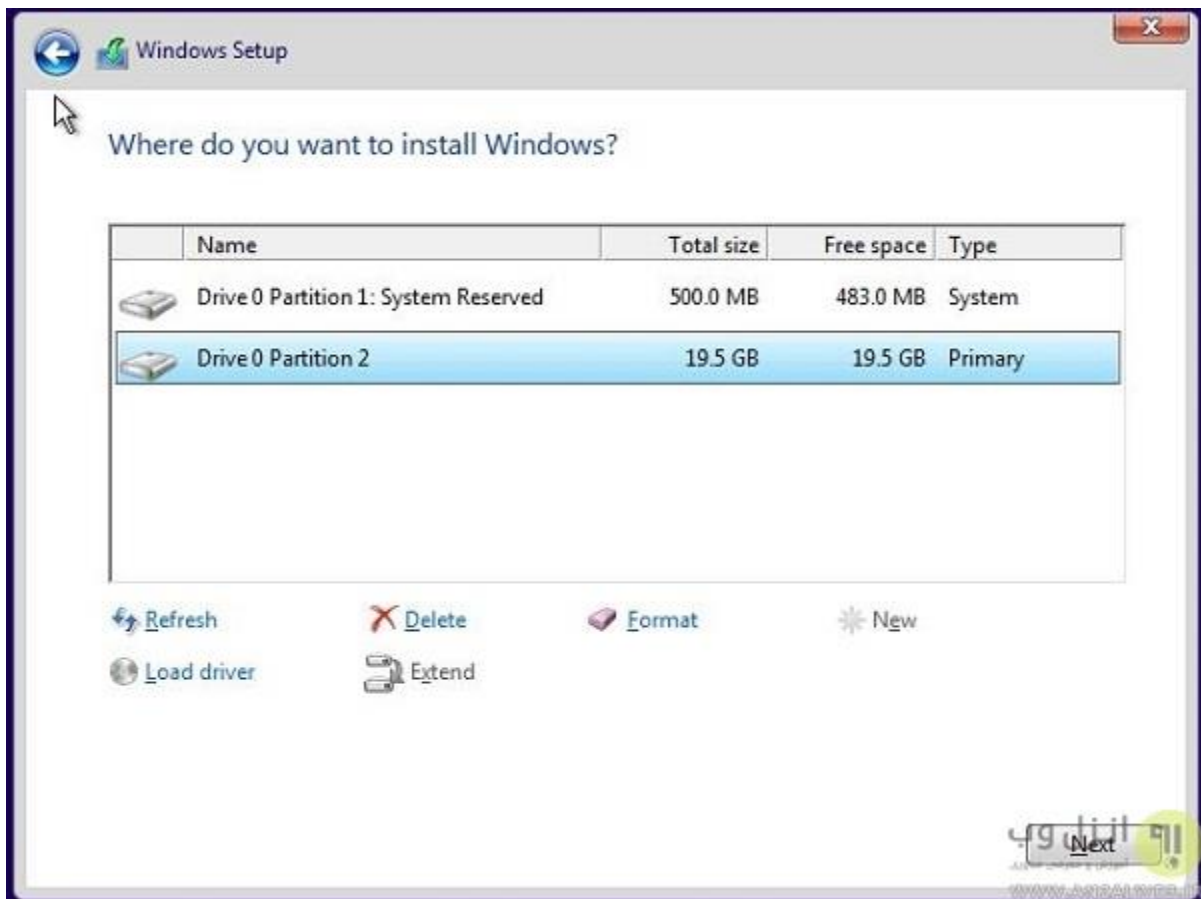 Windows Setup
Where do you want to install Windows?
Name Total size Free space Type
Drive 0 Partition 1: System Reserved 500.0 MB 483.0 MB System
Drive 0 Partition 2 19.5 GB 19.5 GB Primary
Refresh Delete Format New
Load driver Extend
انزل وب
Next